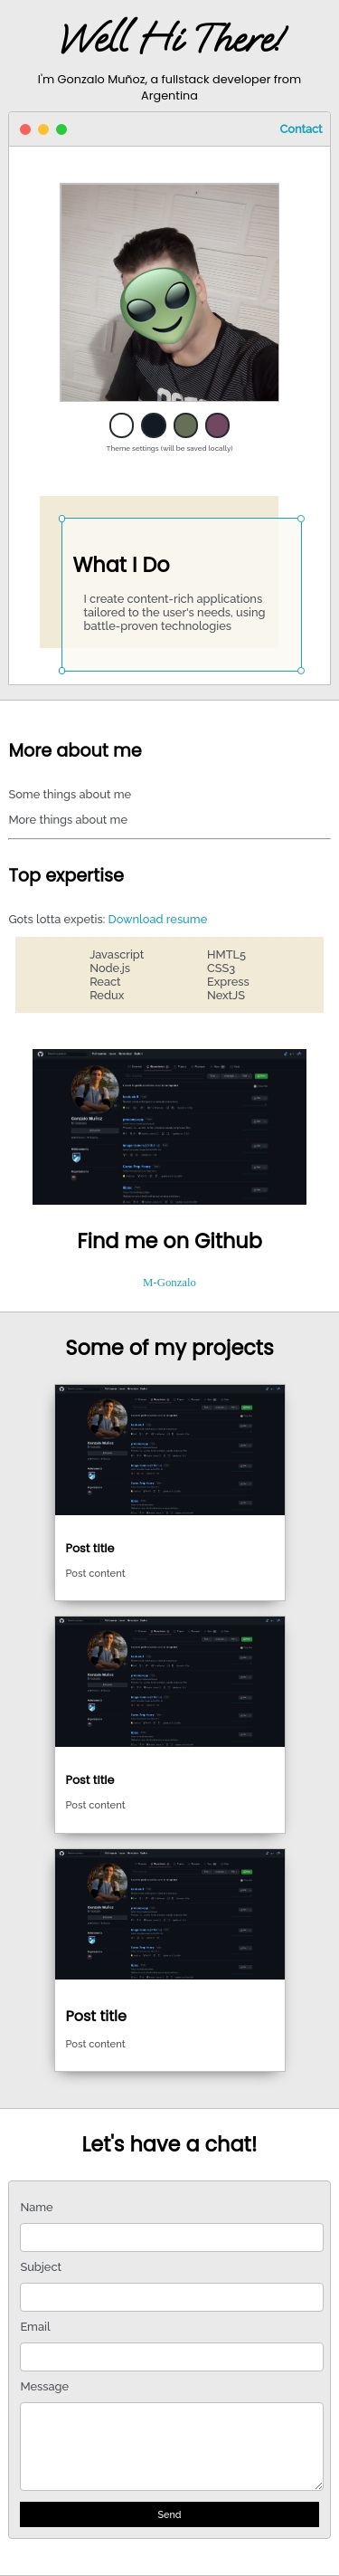 Well Hi There!
I'm Gonzalo Muñoz, a fullstack developer from
Argentina
Contact
Theme settings (will be saved locally)
What I Do
I create content-rich applications
tailored to the user's needs, using
battle-proven technologies
More about me
Some things about me
More things about me
Top expertise
Gots lotta expetis: Download resume
Javascript
Node.js
React
Redux
HMTL5
CSS3
Express
NextJS
Gonzalo Muñoz
Find me on Github
M-Gonzalo
Some of my projects
Post title
Post content
Post title
Post content
Post title
Post content
Let's have a chat!
Name
Subject
Email
Message
Send